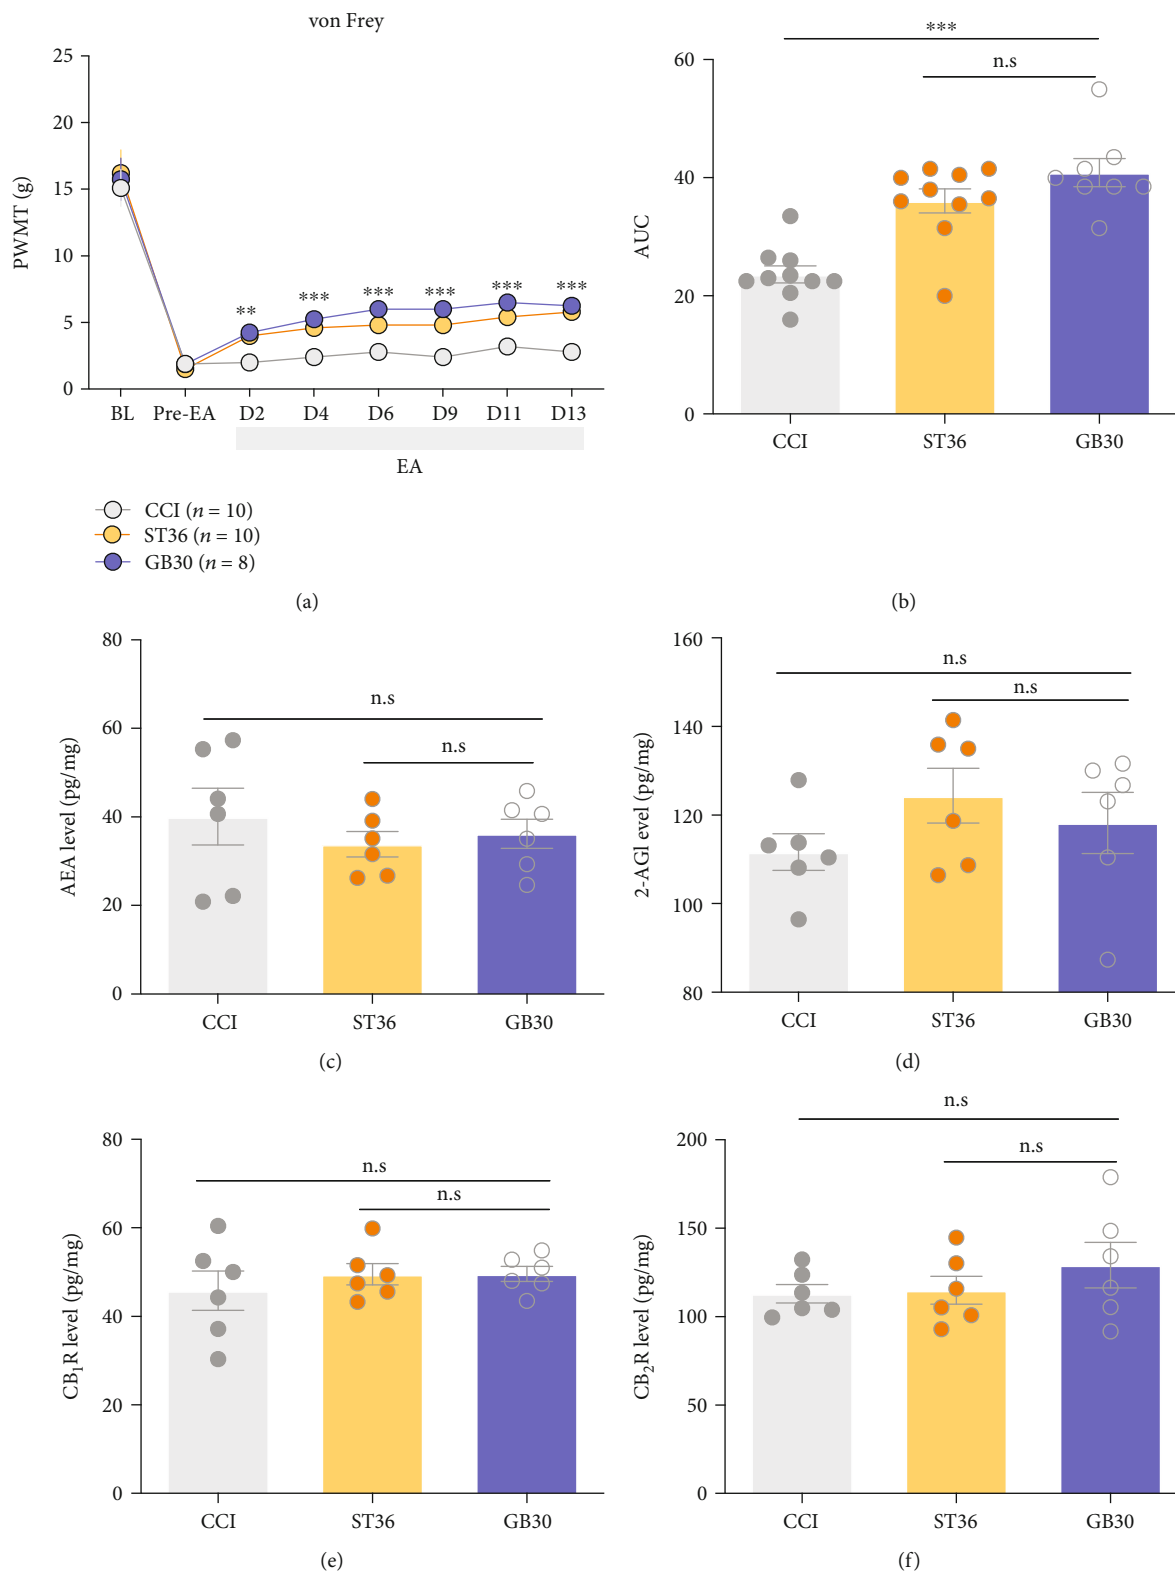 von Frey
25
20
15
10
5
0
PWMT (g)
** *** *** *** *** ***
BL Pre-EA D2 D4 D6 D9 D11 D13
EA
CCI (n = 10)
ST36 (n = 10)
GB30 (n = 8)
(a)
***
n.s
60
40
20
0
AUC
CCI ST36 GB30
(b)
80
60
40
20
0
AEA level (pg/mg)
n.s
n.s
CCI ST36 GB30
(c)
160
140
120
100
80
2-AGl evel (pg/mg)
n.s
n.s
CCI ST36 GB30
(d)
80
60
40
20
0
CB₁R level (pg/mg)
n.s
n.s
CCI ST36 GB30
(e)
200
150
100
50
0
CB₂R level (pg/mg)
n.s
n.s
CCI ST36 GB30
(f)